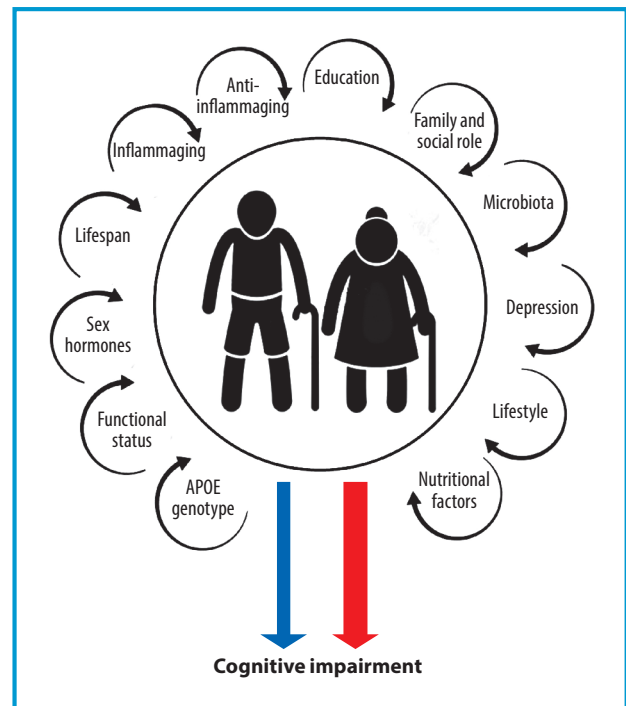 Education
Anti-
inflammaging
Family and
social role
Inflammaging
Microbiota
Lifespan
Depression
Sex
hormones
Lifestyle
Functional
status
APOE
genotype
Nutritional
factors
Cognitive impairment